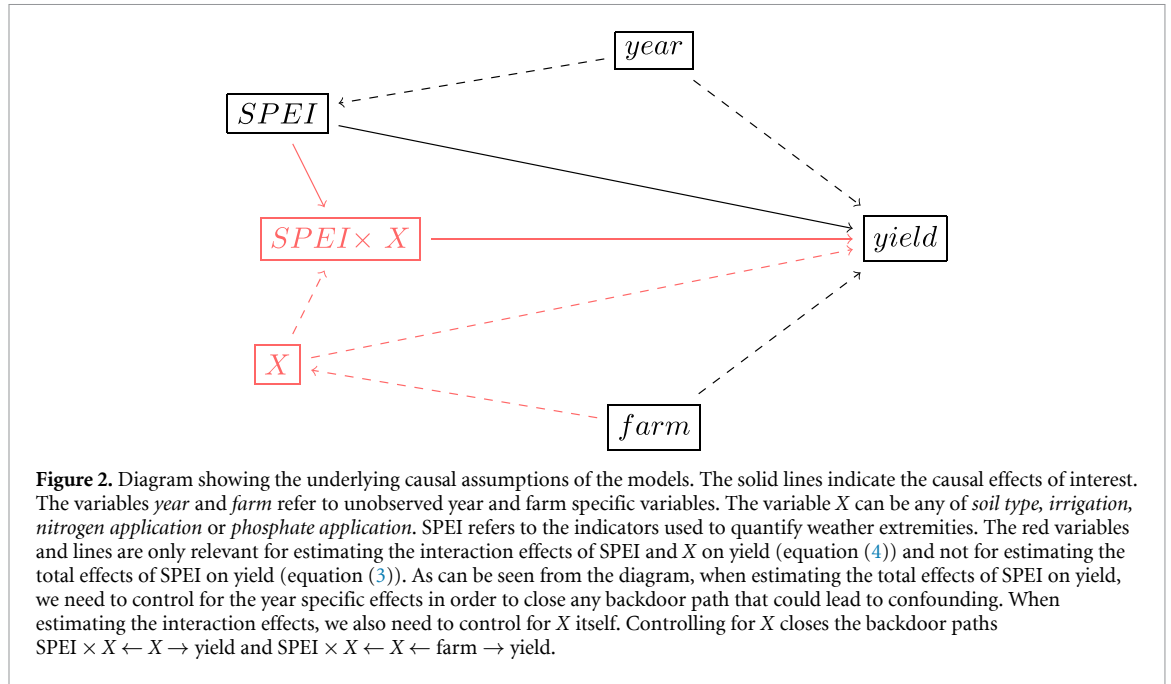 year
SPEI
SPEI× X
yield
X
farm
Figure 2. Diagram showing the underlying causal assumptions of the models. The solid lines indicate the causal effects of interest.
The variables year and farm refer to unobserved year and farm specific variables. The variable X can be any of soil type, irrigation,
nitrogen application or phosphate application. SPEI refers to the indicators used to quantify weather extremities. The red variables
and lines are only relevant for estimating the interaction effects of SPEI and X on yield (equation (4)) and not for estimating the
total effects of SPEI on yield (equation (3)). As can be seen from the diagram, when estimating the total effects of SPEI on yield,
we need to control for the year specific effects in order to close any backdoor path that could lead to confounding. When
estimating the interaction effects, we also need to control for X itself. Controlling for X closes the backdoor paths
SPEI × X ← X → yield and SPEI × X ← X ← farm → yield.